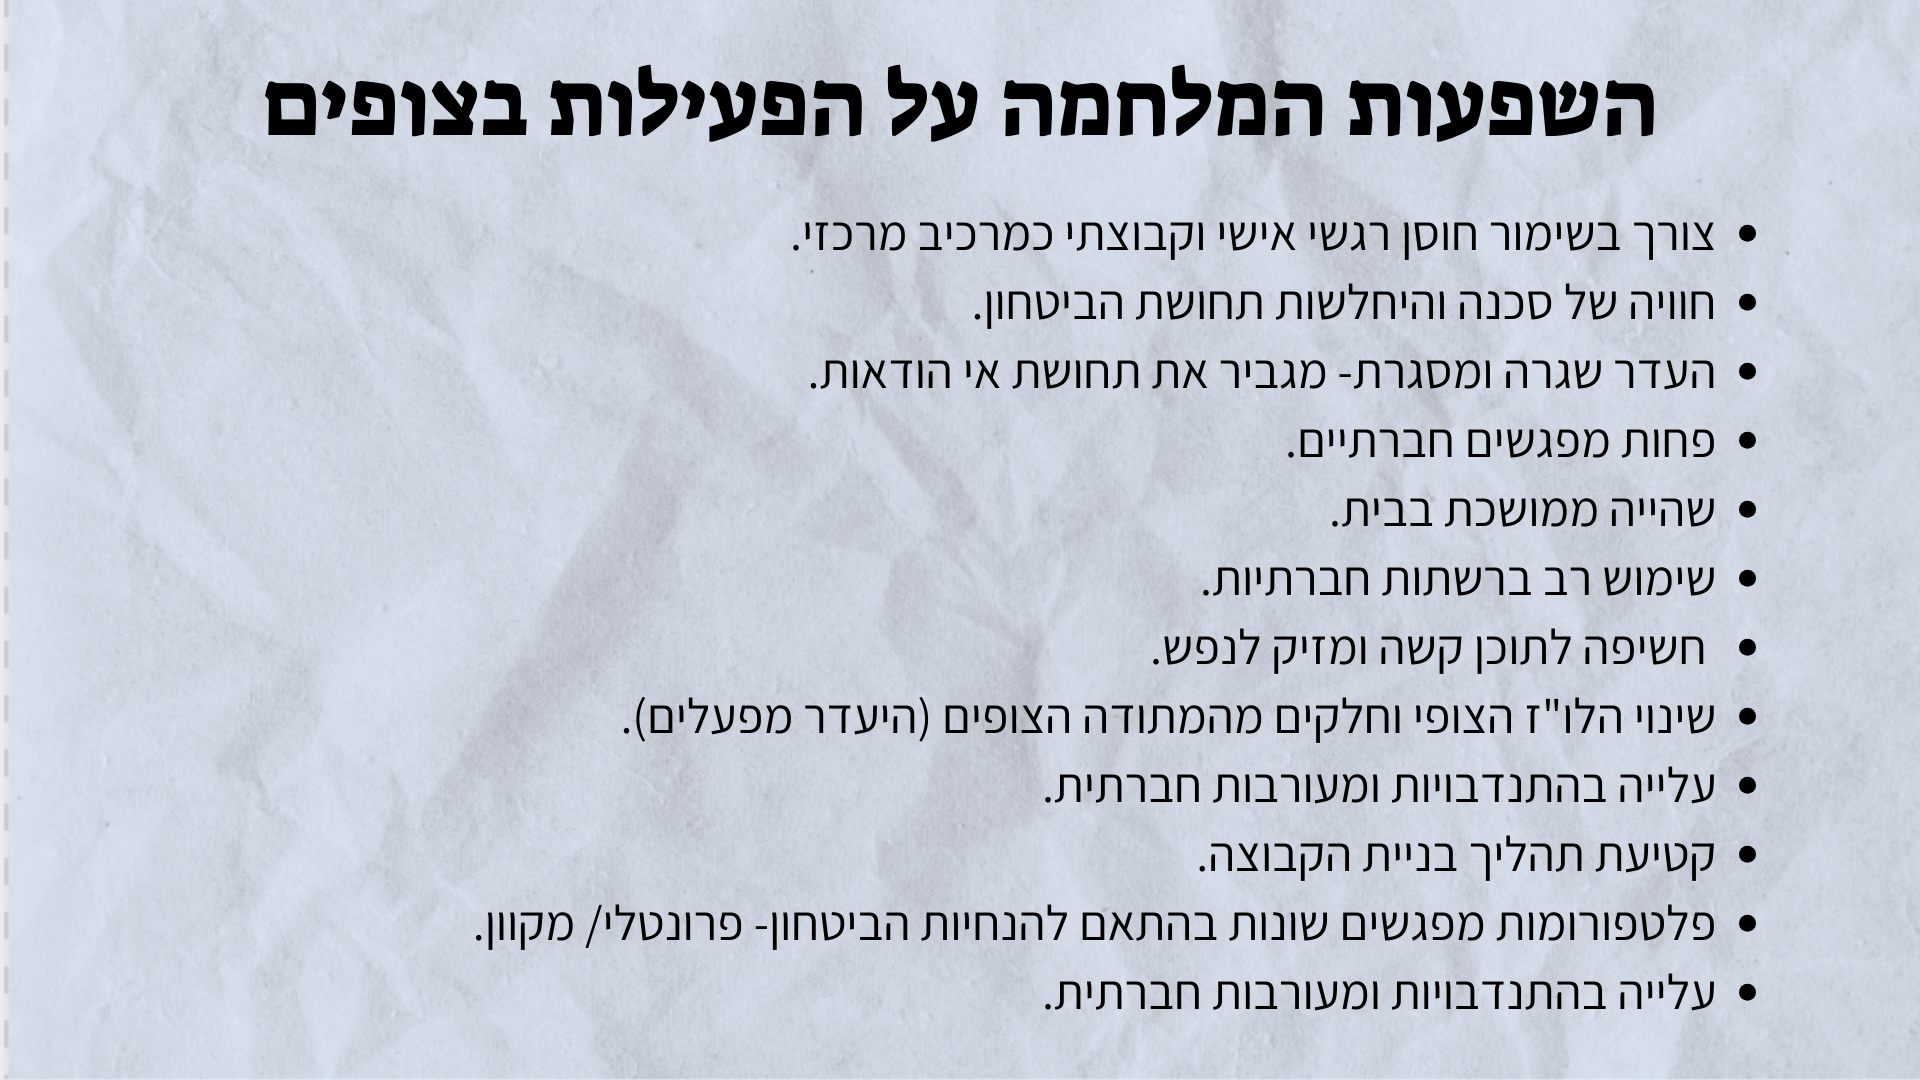 השפעות המלחמה על הפעילות בצופים
• צורך בשימור חוסן רגשי אישי וקבוצתי כמרכיב מרכזי.
• חוויה של סכנה והיחלשות תחושת הביטחון.
• העדר שגרה ומסגרת- מגביר את תחושת אי הודאות.
• פחות מפגשים חברתיים.
• שהייה ממושכת בבית.
• שימוש רב ברשתות חברתיות.
• חשיפה לתוכן קשה ומזיק לנפש.
• שינוי הלו"ז הצופי וחלקים מהמתודה הצופים (היעדר מפעלים).
• עלייה בהתנדבויות ומעורבות חברתית.
• קטיעת תהליך בניית הקבוצה.
• פלטפורומות מפגשים שונות בהתאם להנחיות הביטחון- פרונטלי/ מקוון.
• עלייה בהתנדבויות ומעורבות חברתית.